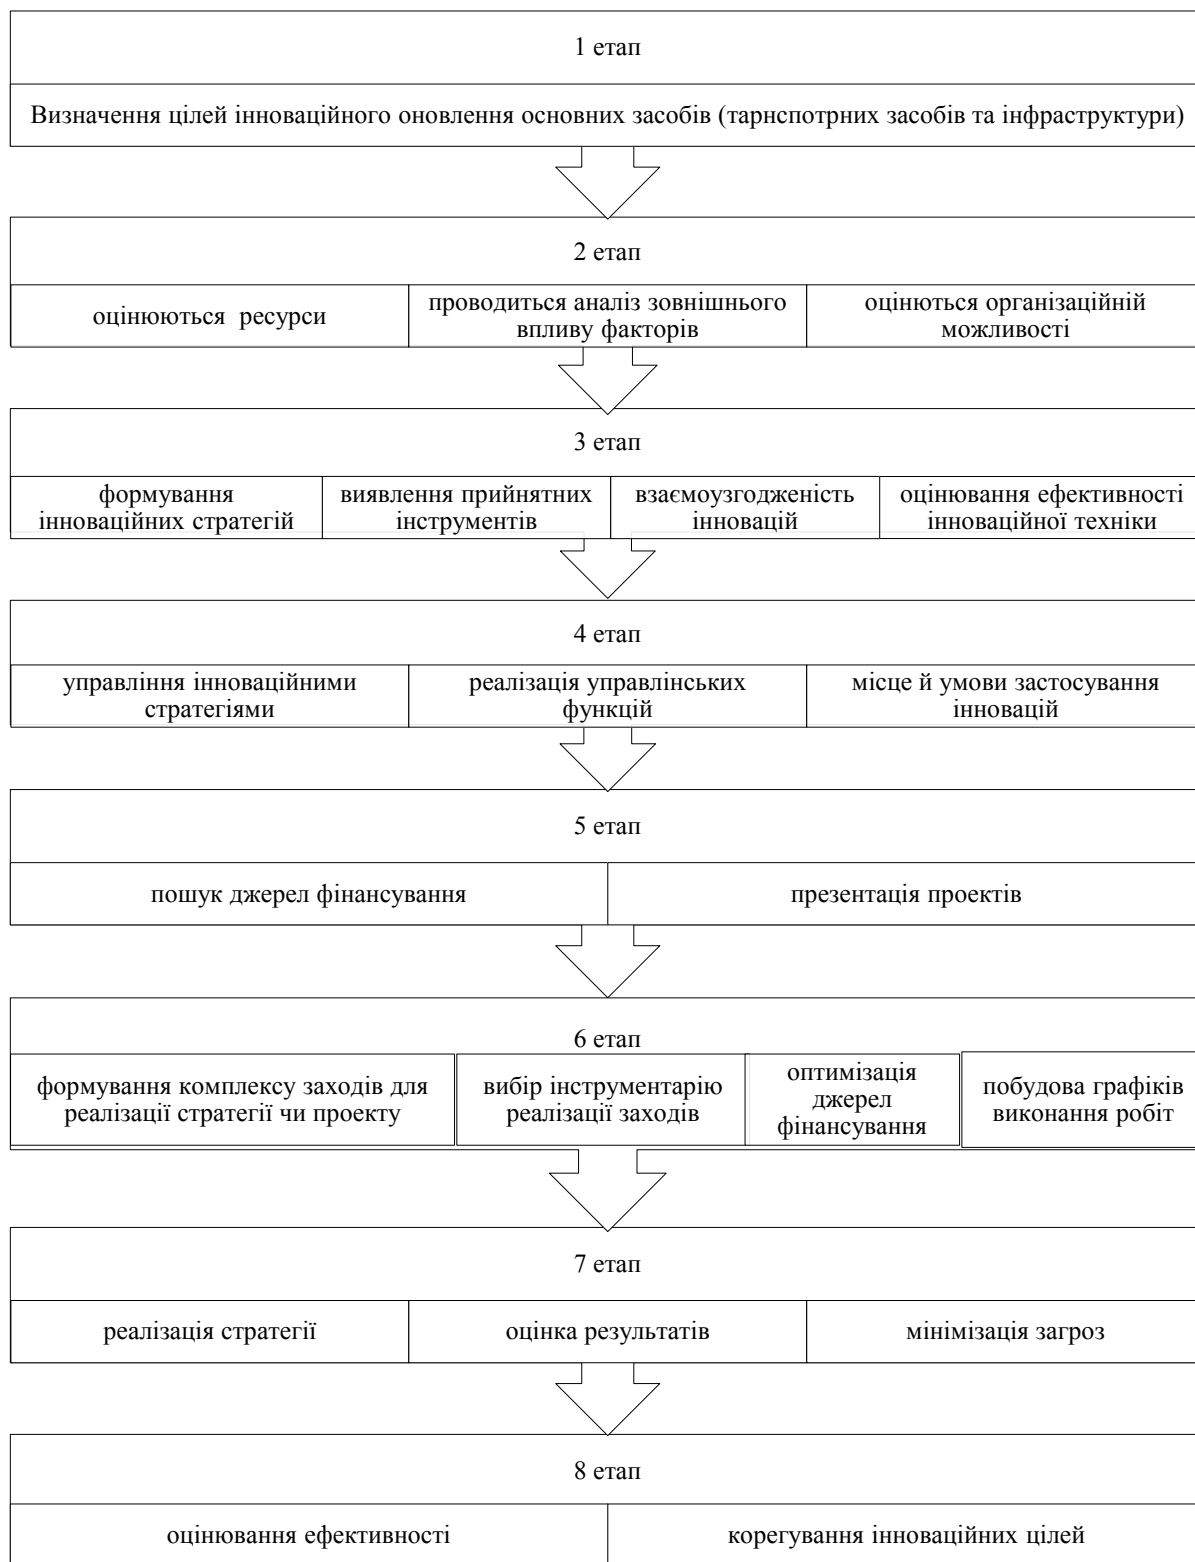 1 етап
Визначення цілей інноваційного оновлення основних засобів (тарнспотрних засобів та інфраструктури)
2 етап
оцінюються ресурси
проводиться аналіз зовнішнього
впливу факторів
оцінються організаційній
можливості
3 етап
формування
інноваційних стратегій
виявлення прийнятних
інструментів
взаємоузгодженість
інновацій
оцінювання ефективності
інноваційної техніки
4 етап
управління інноваційними
стратегіями
реалізація управлінських
функцій
місце й умови застосування
інновацій
5 етап
пошук джерел фінансування
презентація проектів
6 етап
формування комплексу заходів для
реалізації стратегії чи проекту
вибір інструментарію
реалізації заходів
оптимізація
джерел
фінансування
побудова графіків
виконання робіт
7 етап
реалізація стратегії
оцінка результатів
мінімізація загроз
8 етап
оцінювання ефективності
корегування інноваційних цілей